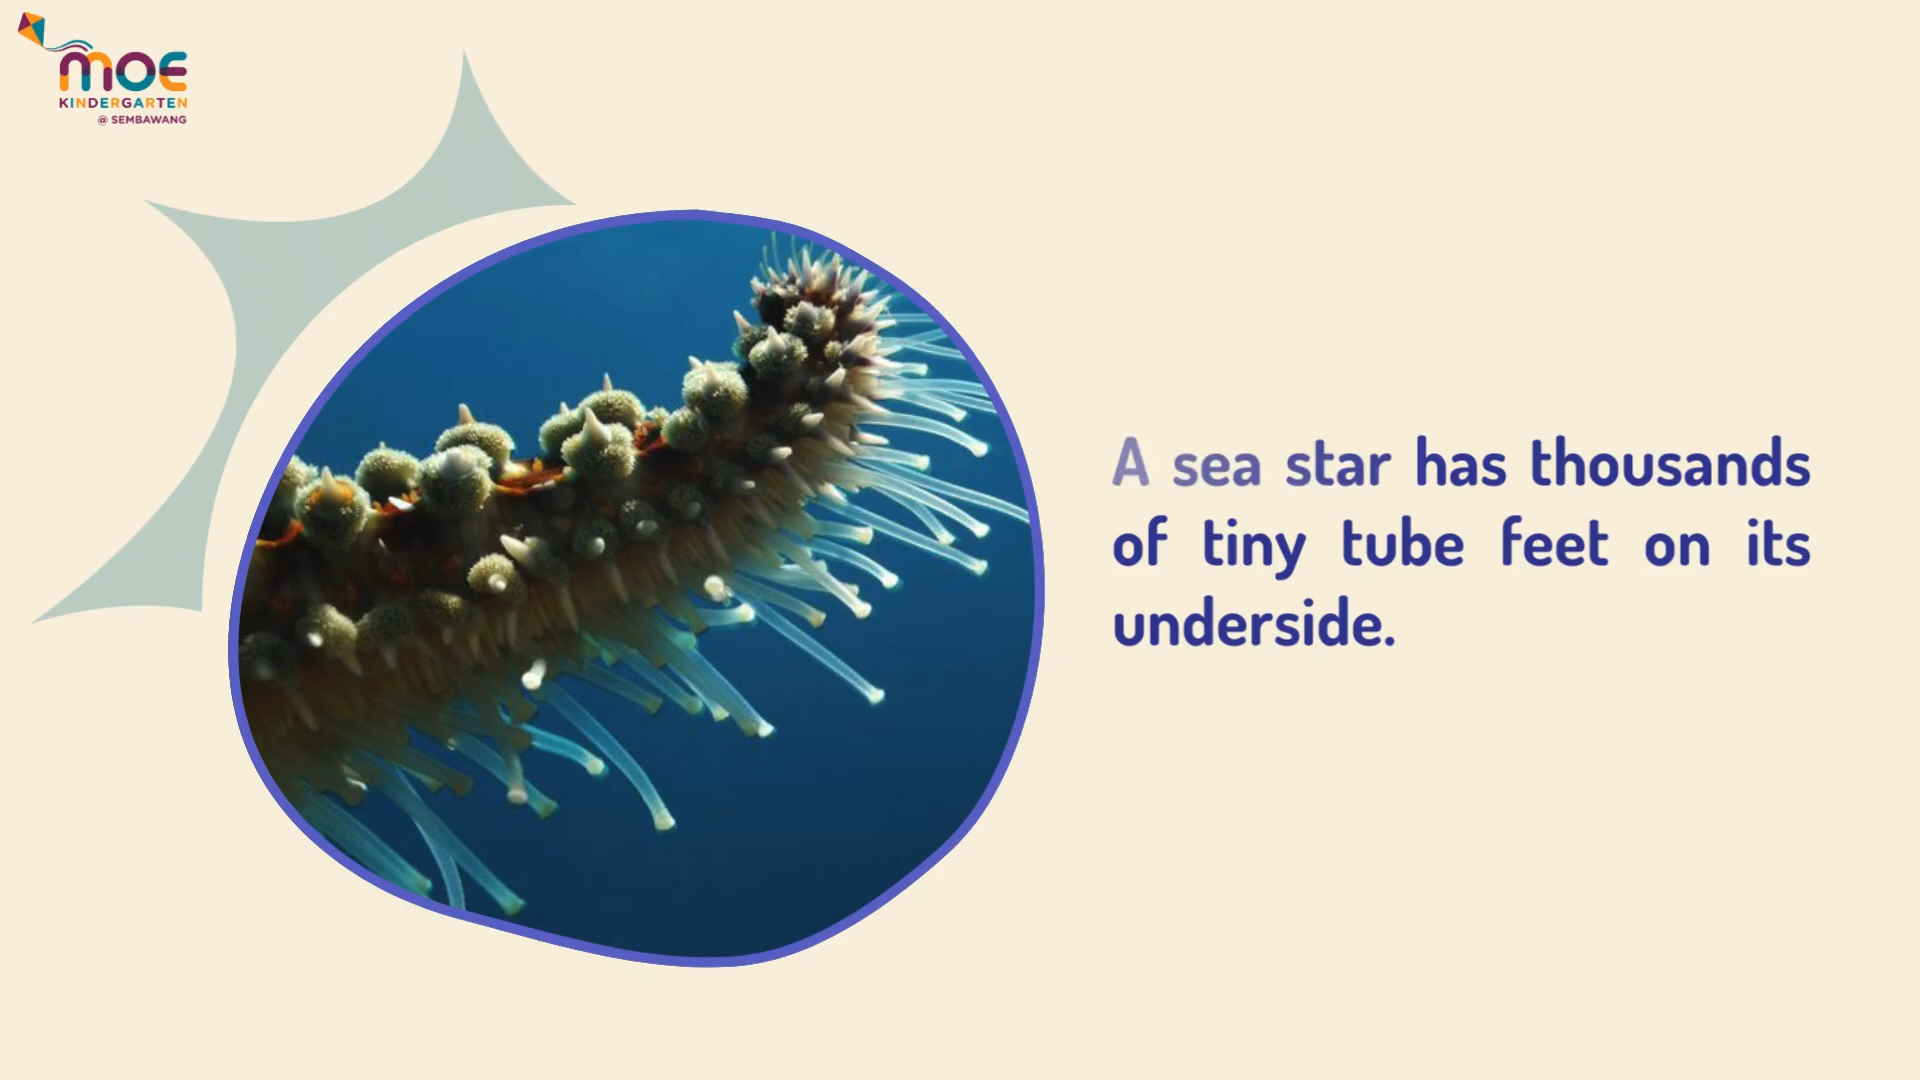 moe
KINDERGARTEN
@ SEMBAWANG
A sea star has thousands
of tiny tube feet on its
underside.